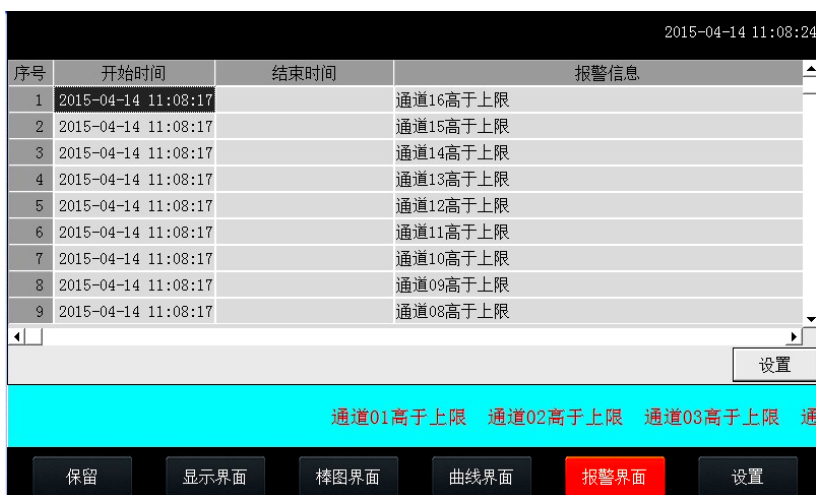 2015-04-14 11:08:24
序号 开始时间 结束时间 报警信息
1 2015-04-14 11:08:17 通道16高于上限
2 2015-04-14 11:08:17 通道15高于上限
3 2015-04-14 11:08:17 通道14高于上限
4 2015-04-14 11:08:17 通道13高于上限
5 2015-04-14 11:08:17 通道12高于上限
6 2015-04-14 11:08:17 通道11高于上限
7 2015-04-14 11:08:17 通道10高于上限
8 2015-04-14 11:08:17 通道09高于上限
9 2015-04-14 11:08:17 通道08高于上限
设置
通道01高于上限 通道02高于上限 通道03高于上限 通
保留 显示界面 棒图界面 曲线界面 报警界面 设置